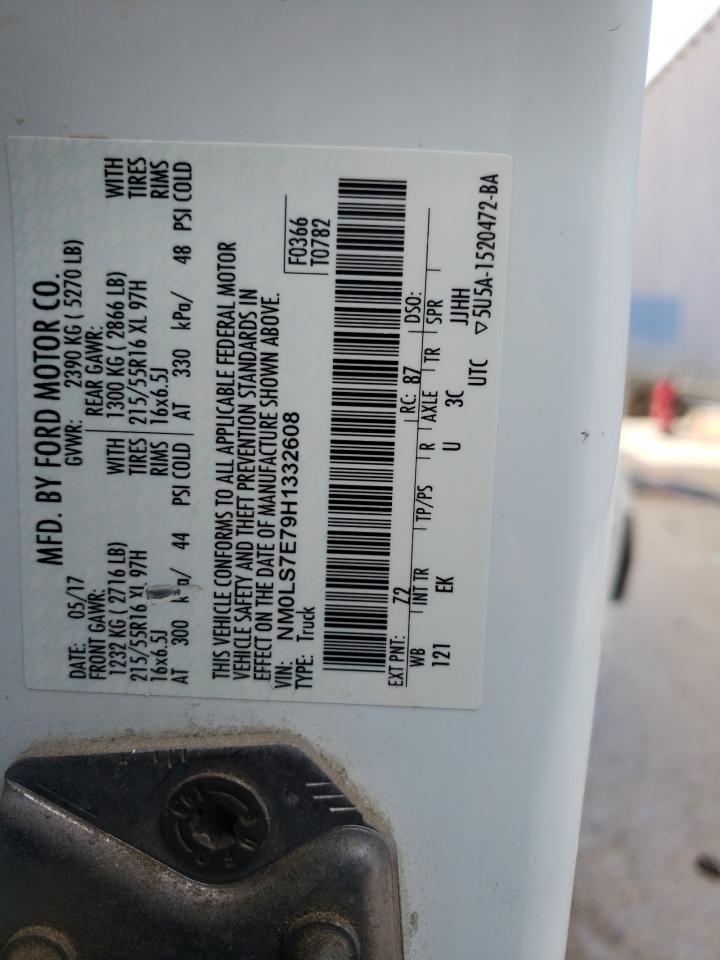 MFD. BY FORD MOTOR CO.
DATE: 05/17 GVWR: 2390 KG ( 5270 LB)
FRONT GAWR: REAR GAWR:
1232 KG ( 2716 LB) WITH 1300 KG ( 2866 LB) WITH
215/55R16 XL 97H TIRES 215/55R16 XL 97H TIRES
16x6.5J RIMS 16x6.5J RIMS
AT 300 kPa/ 44 PSI COLD AT 330 kPa/ 48 PSI COLD
THIS VEHICLE CONFORMS TO ALL APPLICABLE FEDERAL MOTOR
VEHICLE SAFETY AND THEFT PREVENTION STANDARDS IN
EFFECT ON THE DATE OF MANUFACTURE SHOWN ABOVE.
VIN: NM0LS7E79H1332608
TYPE: Truck
F0366
T0782
EXT PNT: Z2 RC: 87 DSO:
WB INT TR TP/PS R AXLE TR SPR
121 EK U 3C JJHH
UTC ▽5U5A-1520472-BA